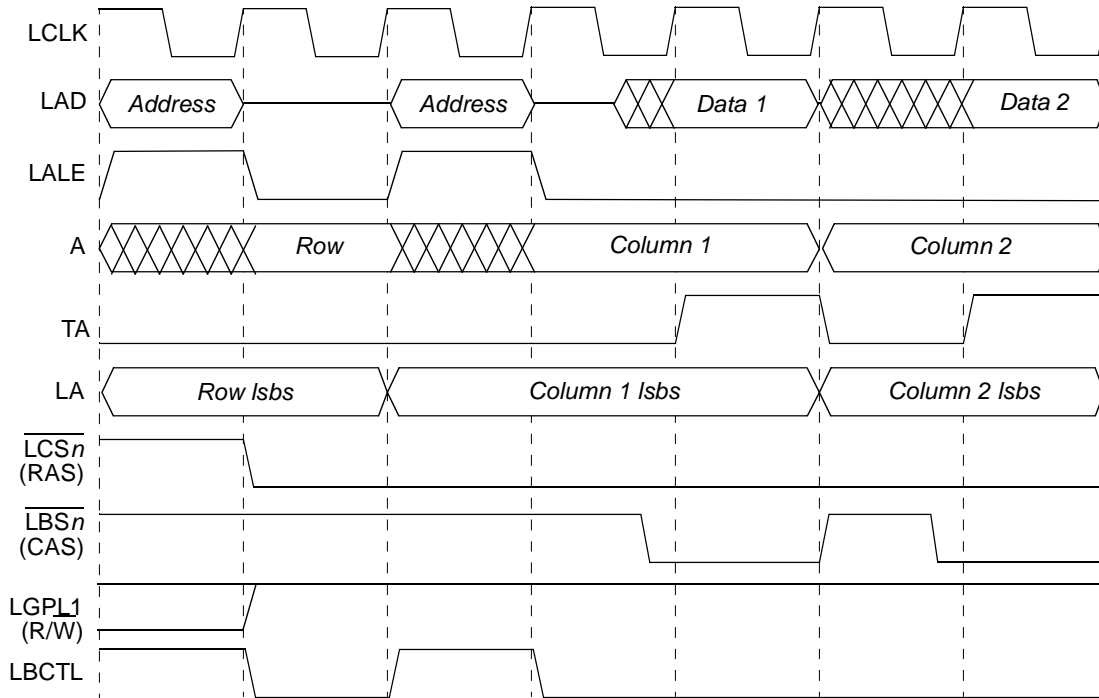 LCLK
LAD Address Address Data 1 Data 2
LALE
A Row Column 1 Column 2
TA
LA Row lsbs Column 1 lsbs Column 2 lsbs
LCSn
(RAS)
LBSn
(CAS)
LGPL1
(R/W)
LBCTL